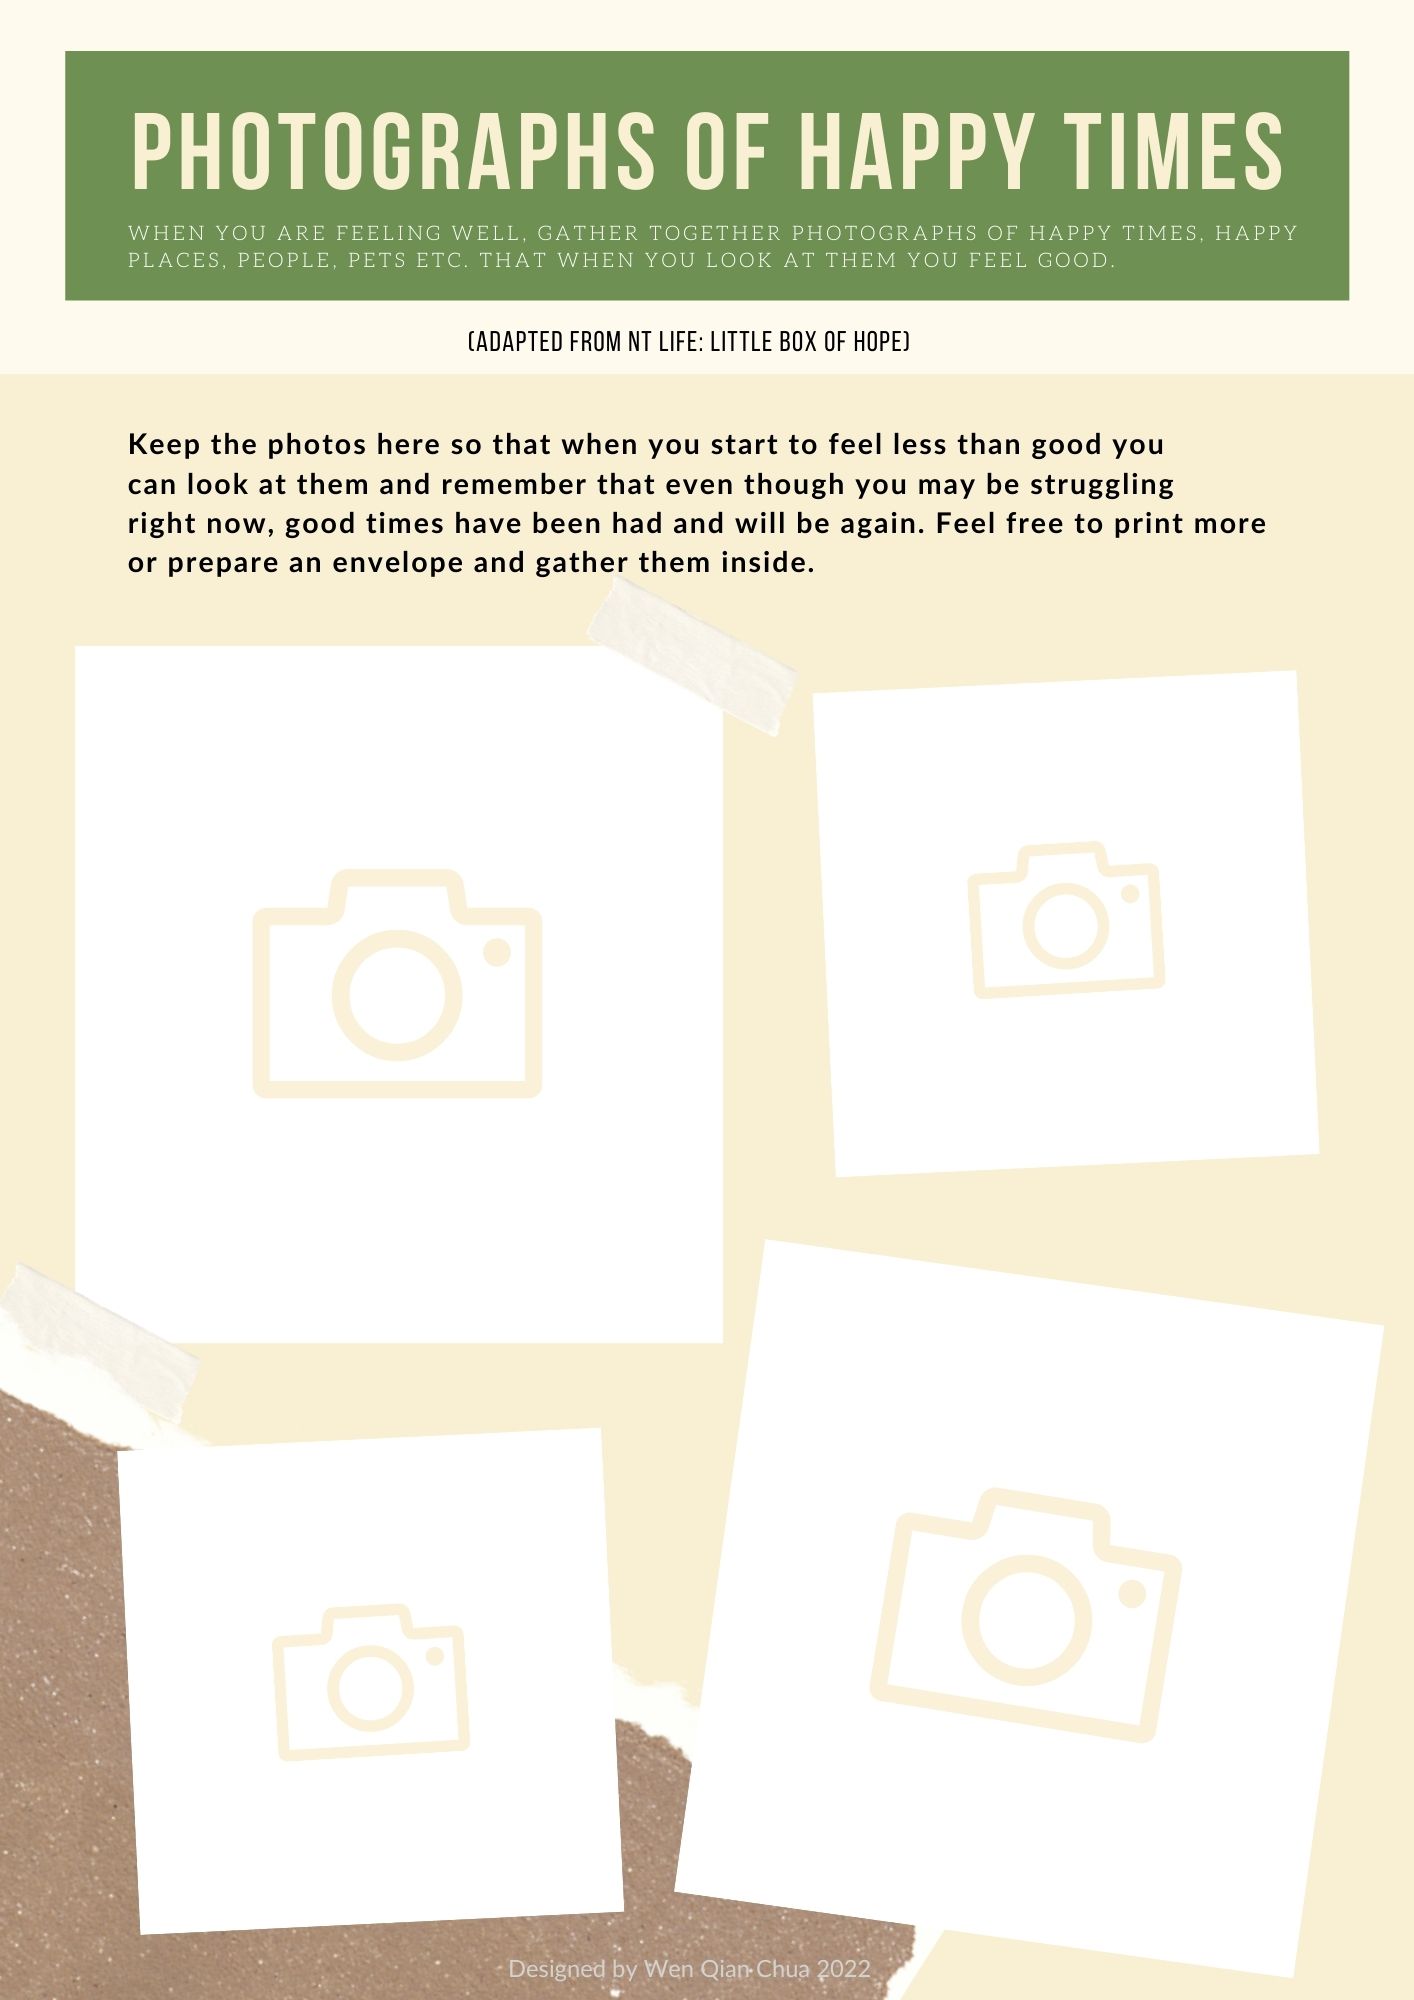 PHOTOGRAPHS OF HAPPY TIMES
WHEN YOU ARE FEELING WELL, GATHER TOGETHER PHOTOGRAPHS OF HAPPY TIMES, HAPPY
PLACES, PEOPLE, PETS ETC. THAT WHEN YOU LOOK AT THEM YOU FEEL GOOD.
(ADAPTED FROM NT LIFE: LITTLE BOX OF HOPE)
Keep the photos here so that when you start to feel less than good you
can look at them and remember that even though you may be struggling
right now, good times have been had and will be again. Feel free to print more
or prepare an envelope and gather them inside.
Designed by Wen Qian Chua 2022